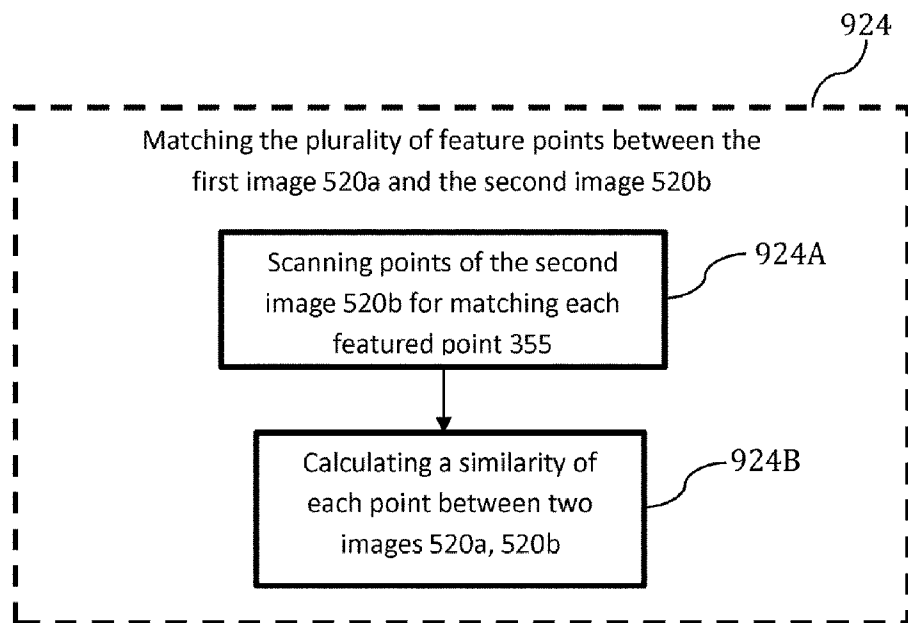 924
Matching the plurality of feature points between the
first image 520a and the second image 520b
Scanning points of the second
image 520b for matching each
featured point 355
924A
Calculating a similarity of
each point between two
images 520a, 520b
924B